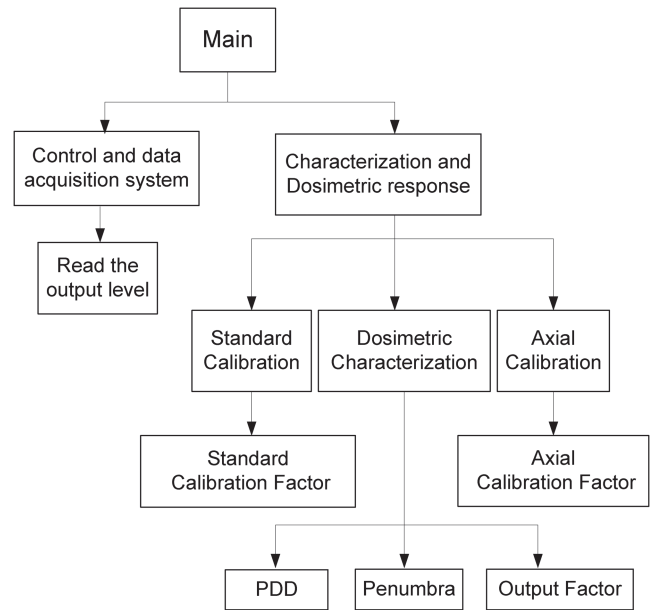 Main
Control and data
acquisition system
Characterization and
Dosimetric response
Read the
output level
Standard
Calibration
Dosimetric
Characterization
Axial
Calibration
Standard
Calibration Factor
Axial
Calibration Factor
PDD
Penumbra
Output Factor